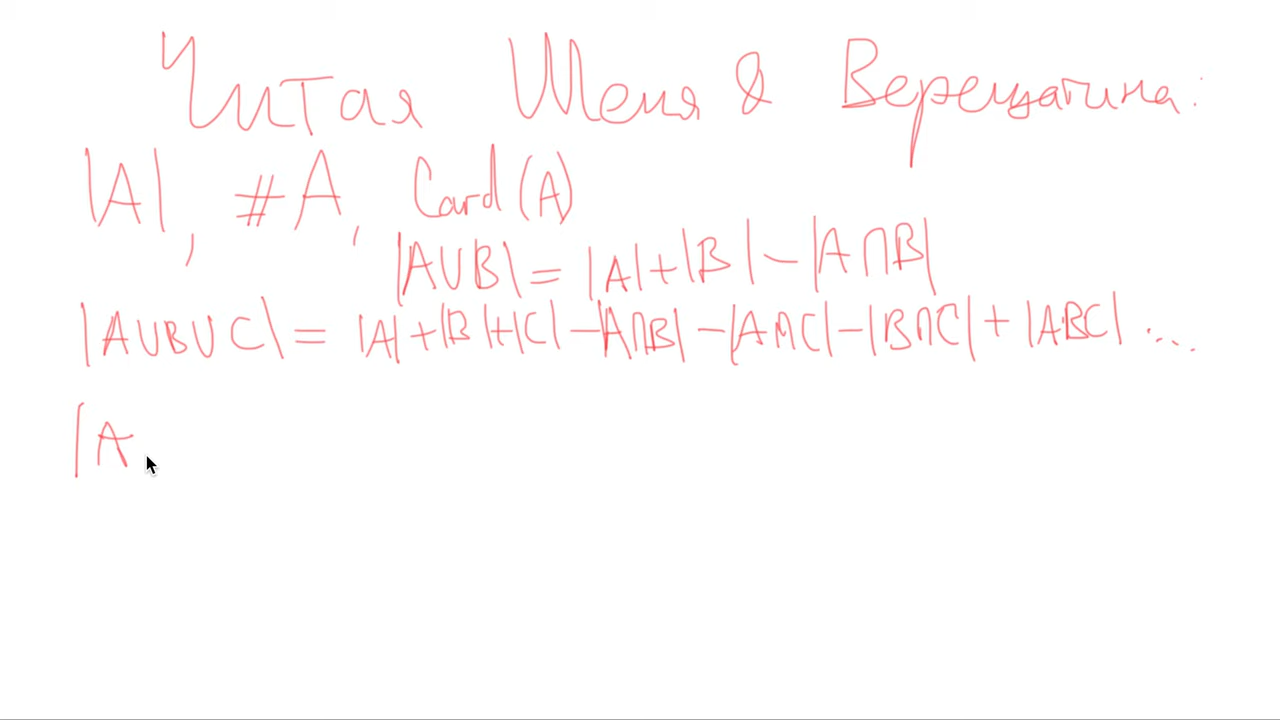 Читая Шеня & Верещагина:
|A|, #A, Card(A)
|A∪B| = |A|+|B|-|A∩B|
|A∪B∪C| = |A|+|B|+|C|-|A∩B|-|A∩C|-|B∩C|+|ABC| ...
|A